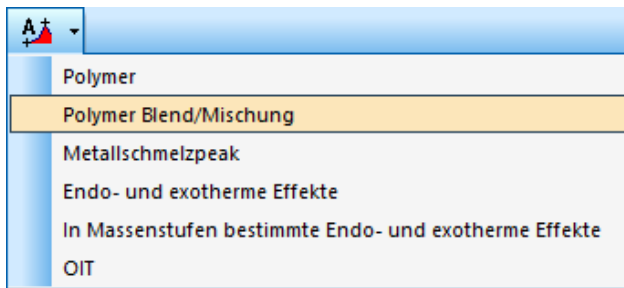 Polymer
Polymer Blend/Mischung
Metallschmelzpeak
Endo- und exotherme Effekte
In Massenstufen bestimmte Endo- und exotherme Effekte
OIT